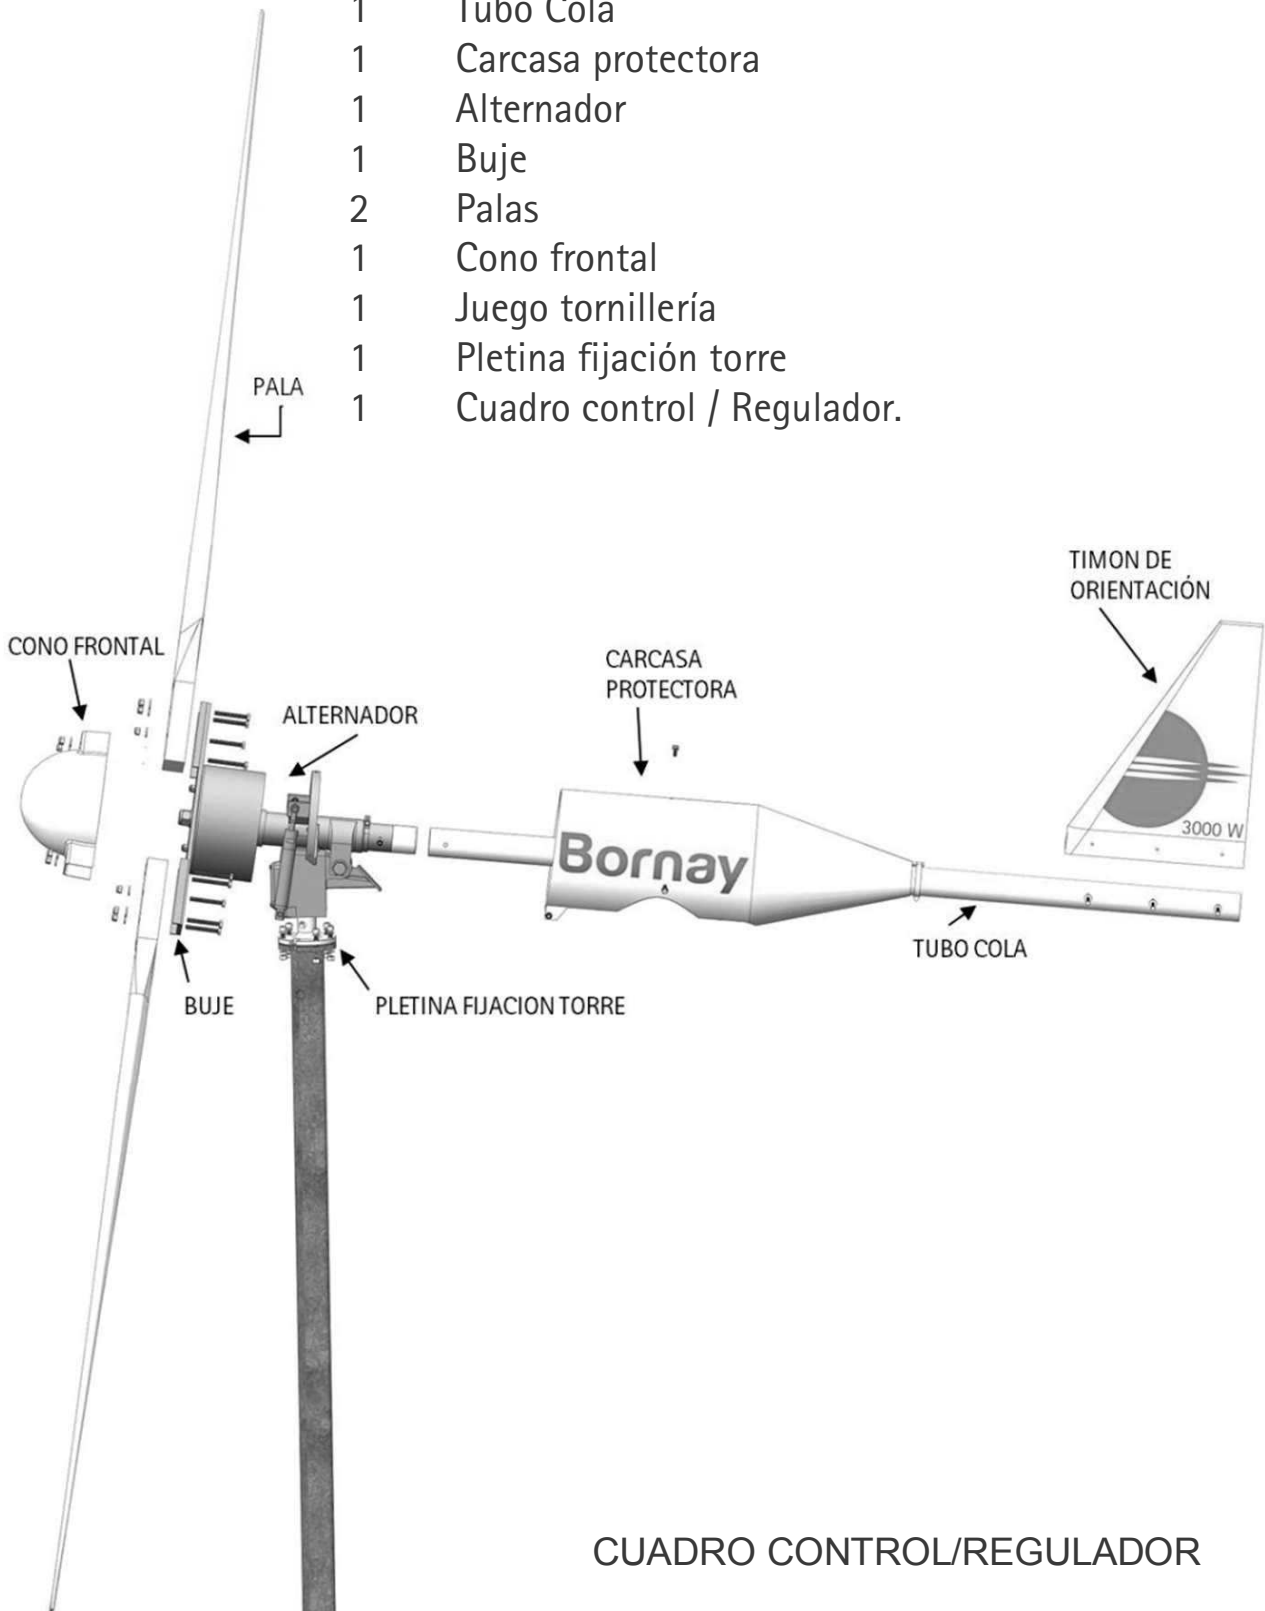 1 Tubo Cola
1 Carcasa protectora
1 Alternador
1 Buje
2 Palas
1 Cono frontal
1 Juego tornillería
1 Pletina fijación torre
1 Cuadro control / Regulador.
PALA
TIMON DE
ORIENTACIÓN
CONO FRONTAL
CARCASA
PROTECTORA
ALTERNADOR
3000 W
Bornay
TUBO COLA
BUJE
PLETINA FIJACION TORRE
CUADRO CONTROL/REGULADOR